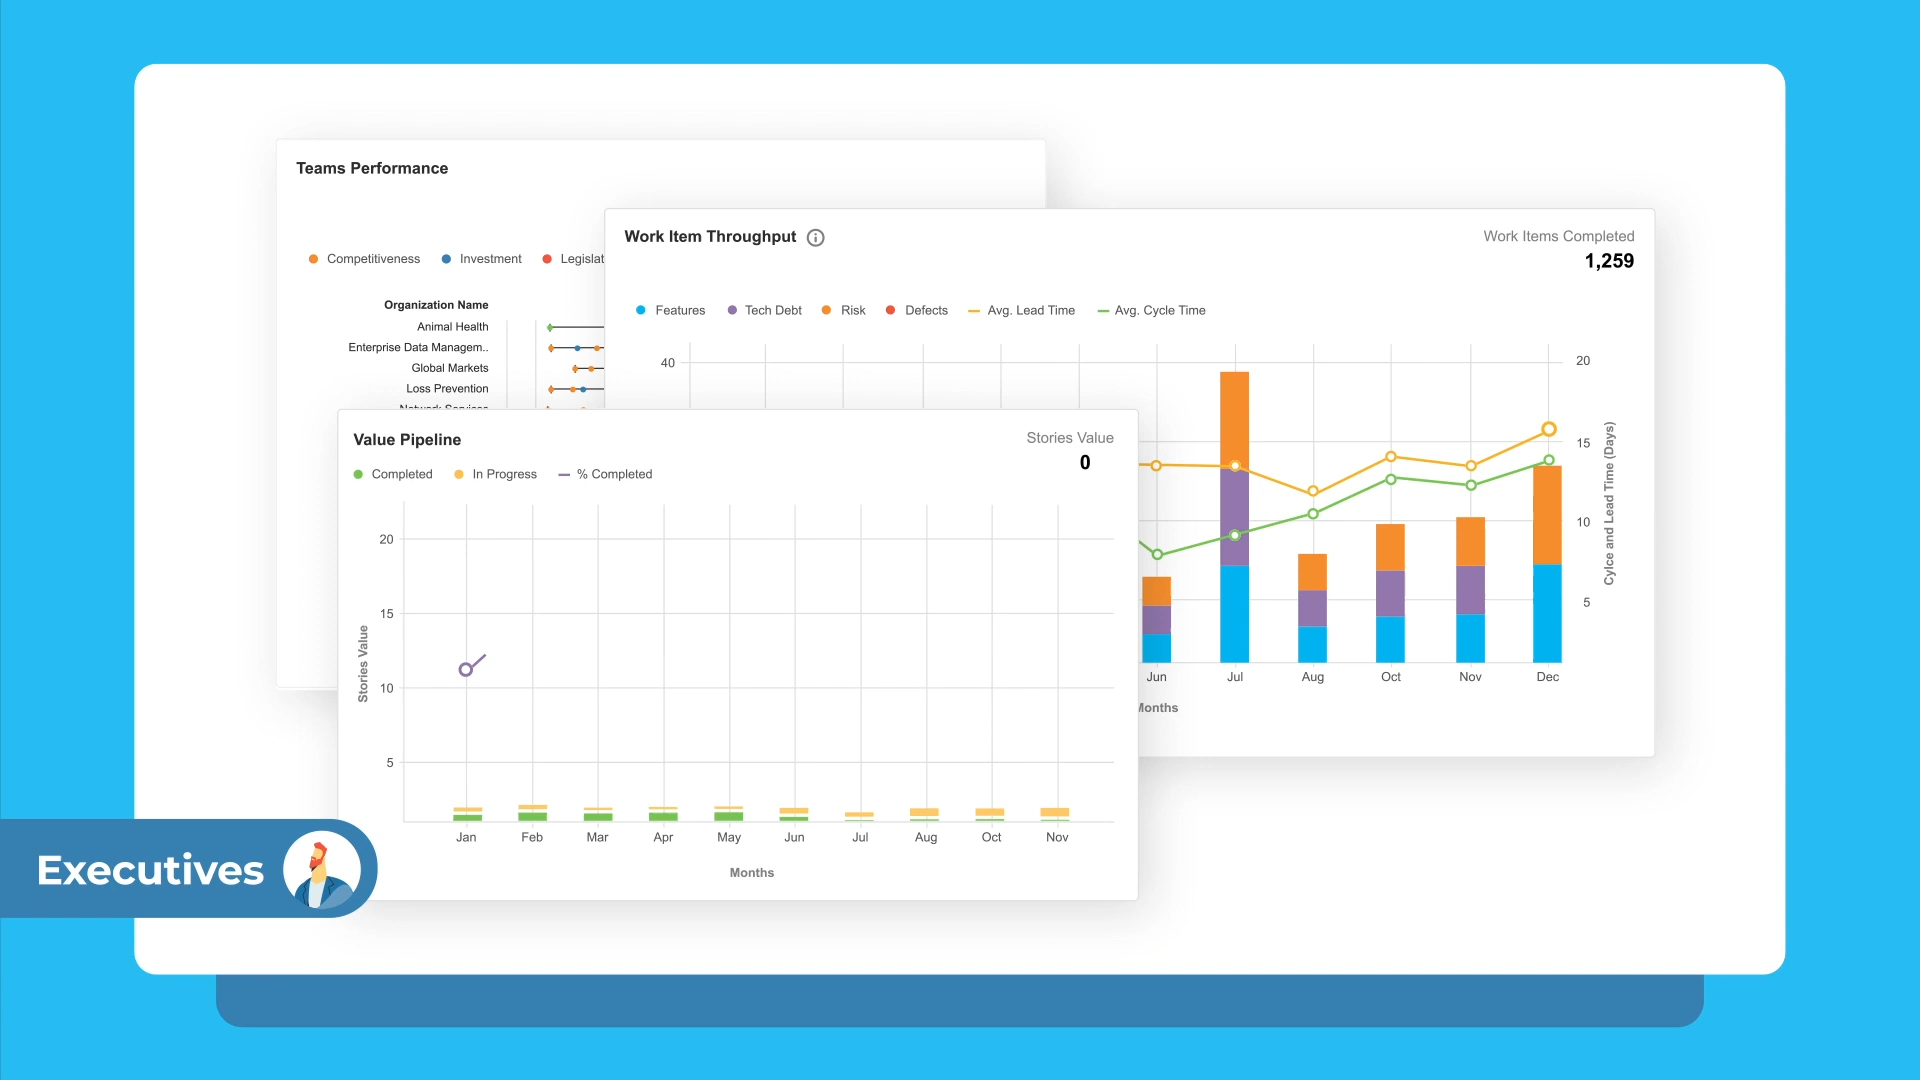 Teams Performance
Competitiveness Investment Legislat
Organization Name
Animal Health
Enterprise Data Managem..
Global Markets
Loss Prevention
Network Services
Work Item Throughput
Work Items Completed
1,259
Features Tech Debt Risk Defects Avg. Lead Time Avg. Cycle Time
40
20
15
10
5
Cylce and Lead Time (Days)
Jun Jul Aug Oct Nov Dec
Months
Value Pipeline
Stories Value
0
Completed In Progress % Completed
20
15
10
5
Stories Value
Jan Feb Mar Apr May Jun Jul Aug Oct Nov
Months
Executives